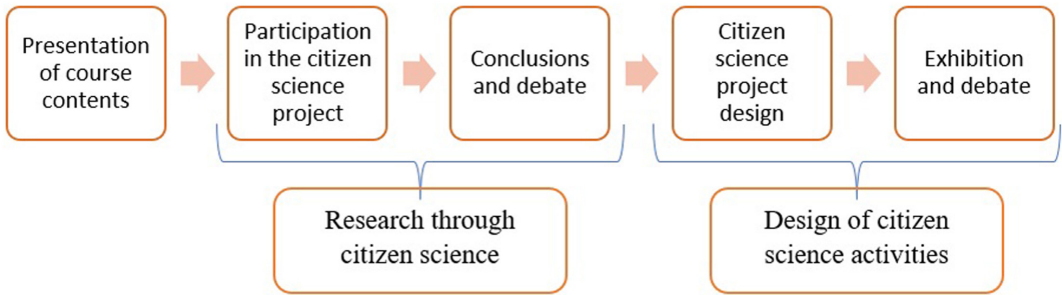 Presentation
of course
contents
Participation
in the citizen
science
project
Conclusions
and debate
Citizen
science
project
design
Exhibition
and debate
Research through
citizen science
Design of citizen
science activities